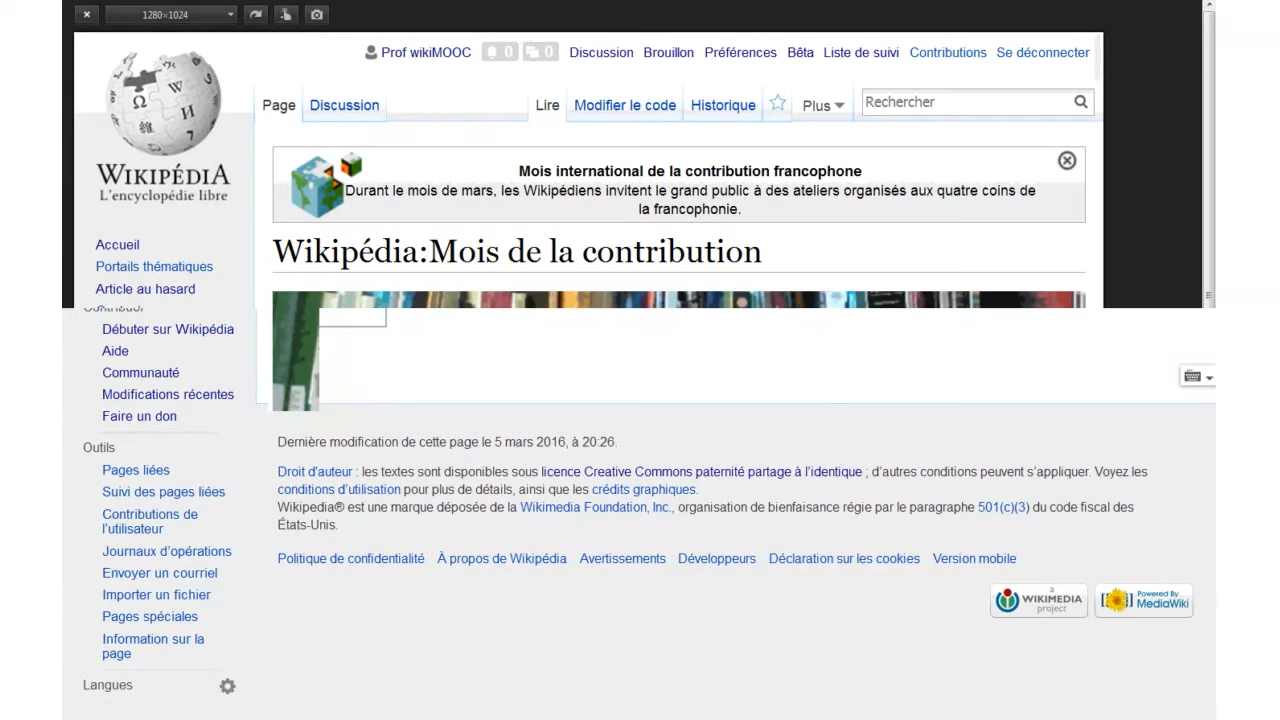 1280×1024
Prof wikiMOOC 0 0 Discussion Brouillon Préférences Bêta Liste de suivi Contributions Se déconnecter
Page Discussion Lire Modifier le code Historique Plus Rechercher
WIKIPÉDIA
L'encyclopédie libre
Mois international de la contribution francophone
Durant le mois de mars, les Wikipédiens invitent le grand public à des ateliers organisés aux quatre coins de
la francophonie.
Wikipédia:Mois de la contribution
Accueil
Portails thématiques
Article au hasard
Contribuer
Débuter sur Wikipédia
Aide
Communauté
Modifications récentes
Faire un don
Outils
Pages liées
Suivi des pages liées
Contributions de
l'utilisateur
Journaux d'opérations
Envoyer un courriel
Importer un fichier
Pages spéciales
Information sur la
page
Langues
Dernière modification de cette page le 5 mars 2016, à 20:26.
Droit d'auteur : les textes sont disponibles sous licence Creative Commons paternité partage à l'identique ; d'autres conditions peuvent s'appliquer. Voyez les
conditions d'utilisation pour plus de détails, ainsi que les crédits graphiques.
Wikipedia® est une marque déposée de la Wikimedia Foundation, Inc., organisation de bienfaisance régie par le paragraphe 501(c)(3) du code fiscal des
États-Unis.
Politique de confidentialité À propos de Wikipédia Avertissements Développeurs Déclaration sur les cookies Version mobile
a
WIKIMEDIA
project
Powered By
MediaWiki